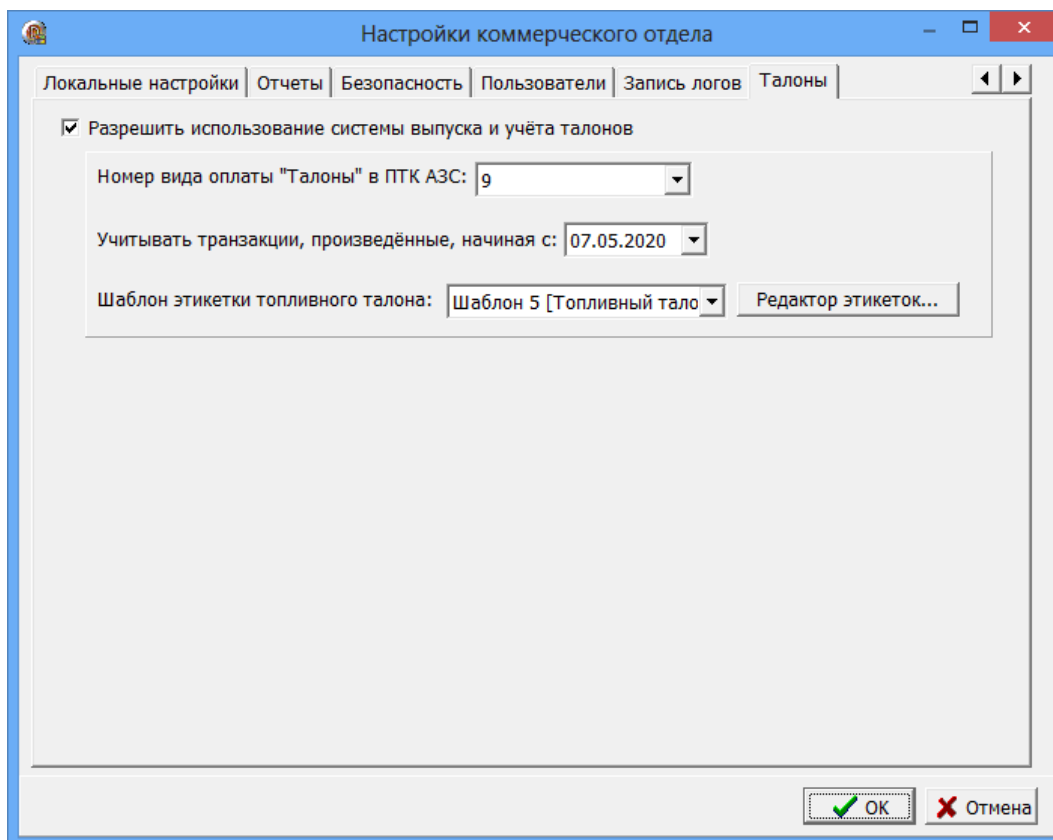 Настройки коммерческого отдела
Локальные настройки Отчеты Безопасность Пользователи Запись логов Талоны
Разрешить использование системы выпуска и учёта талонов
Номер вида оплаты "Талоны" в ПТК АЗС: 9
Учитывать транзакции, произведённые, начиная с: 07.05.2020
Шаблон этикетки топливного талона: Шаблон 5 [Топливный тало Редактор этикеток...
OK Отмена